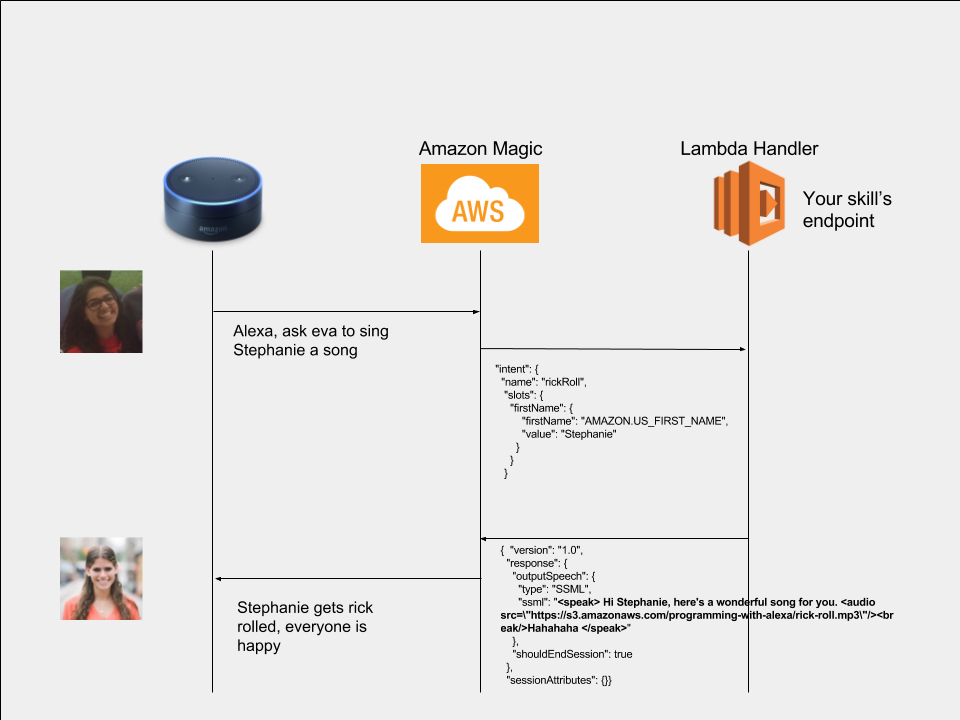 Amazon Magic
Lambda Handler
amazon
AWS
Your skill's
endpoint
Alexa, ask eva to sing
Stephanie a song
"intent": {
"name": "rickRoll",
"slots": {
"firstName": {
"firstName": "AMAZON.US_FIRST_NAME",
"value": "Stephanie"
}
}
}
{ "version": "1.0",
"response": {
"outputSpeech": {
"type": "SSML",
"ssml": "<speak> Hi Stephanie, here's a wonderful song for you. <audio
src=\"https://s3.amazonaws.com/programming-with-alexa/rick-roll.mp3\"/><br
eak/>Hahahaha </speak>"
},
"shouldEndSession": true
},
"sessionAttributes": {}}
Stephanie gets rick
rolled, everyone is
happy